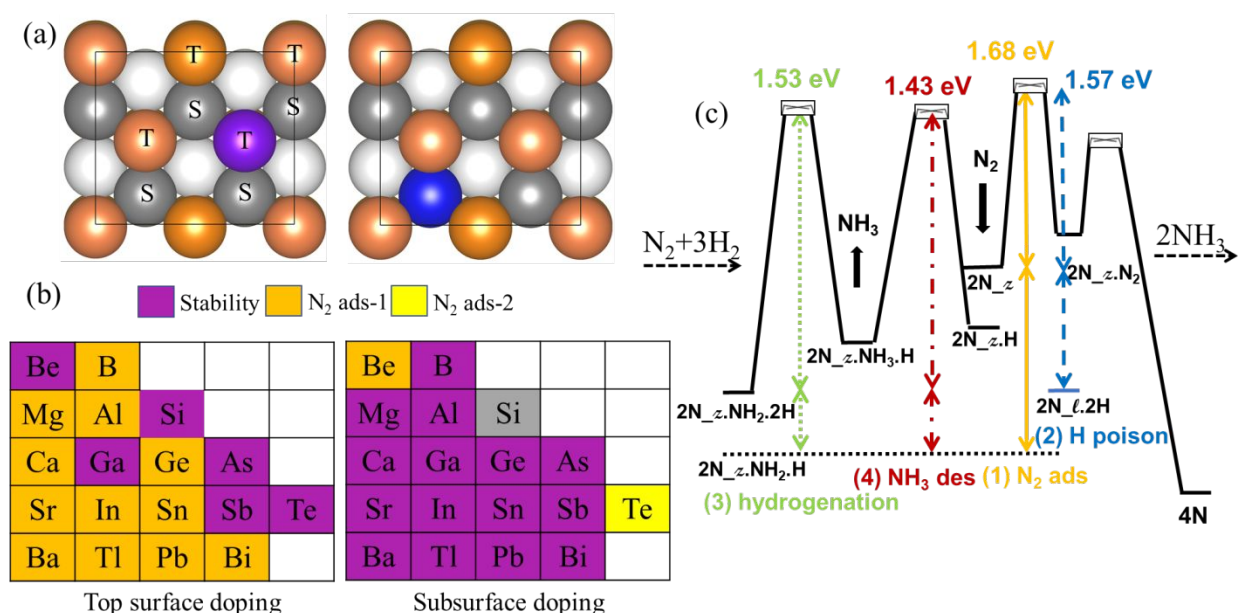 (a)
T
T
S
S
T
T
S
S
(b)
Stability
N₂ ads-1
N₂ ads-2
Be B
Mg Al Si
Ca Ga Ge As
Sr In Sn Sb Te
Ba Tl Pb Bi
Top surface doping
Be B
Mg Al Si
Ca Ga Ge As
Sr In Sn Sb Te
Ba Tl Pb Bi
Subsurface doping
(c)
1.53 eV
1.43 eV
1.68 eV
1.57 eV
N₂
NH₃
N₂+3H₂
2NH₃
2N_z
2N_z.N₂
2N_z.H
2N_z.NH₃.H
2N_z.NH₂.2H
2N_ℓ.2H
(2) H poison
2N_z.NH₂.H
(4) NH₃ des
(1) N₂ ads
(3) hydrogenation
4N